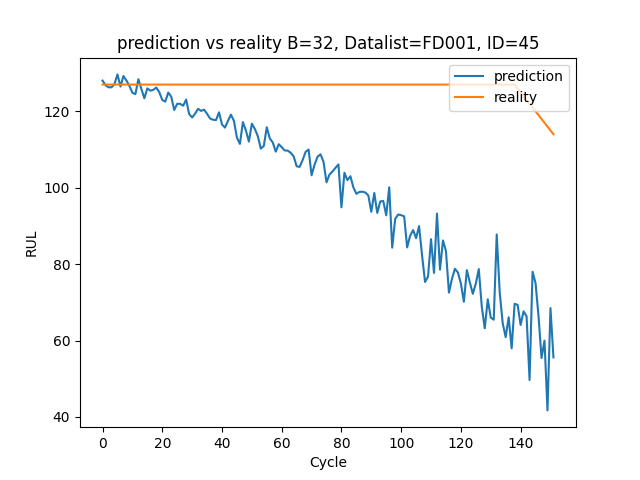 prediction vs reality B=32, Datalist=FD001, ID=45
prediction
reality
RUL
120
100
80
60
40
0 20 40 60 80 100 120 140
Cycle